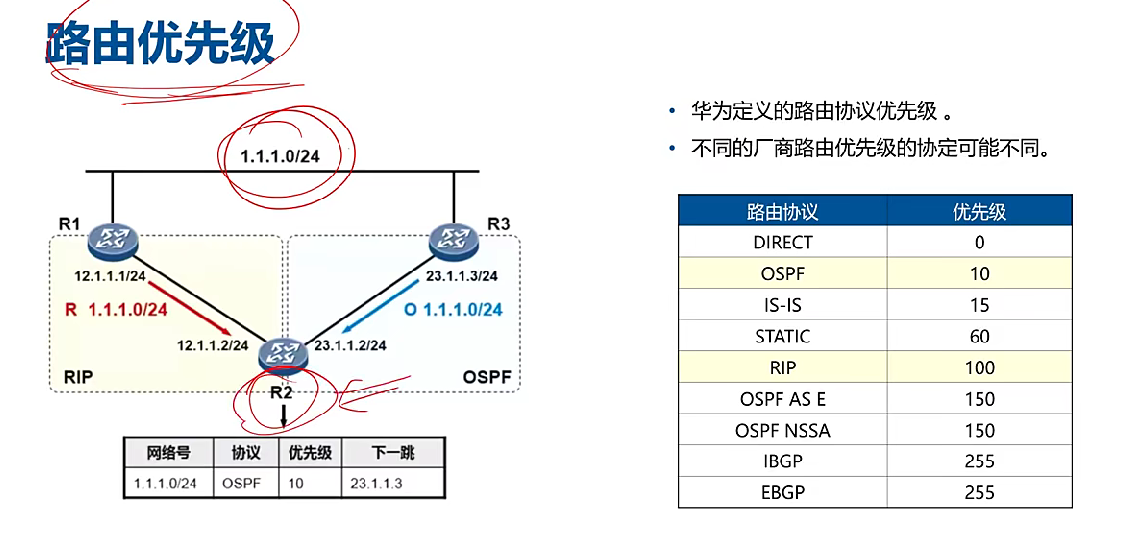 路由优先级
1.1.1.0/24
R1
R3
12.1.1.1/24
23.1.1.3/24
R 1.1.1.0/24
O 1.1.1.0/24
12.1.1.2/24
23.1.1.2/24
RIP
OSPF
R2
网络号 协议 优先级 下一跳
1.1.1.0/24 OSPF 10 23.1.1.3
• 华为定义的路由协议优先级 。
• 不同的厂商路由优先级的协定可能不同。
路由协议 优先级
DIRECT 0
OSPF 10
IS-IS 15
STATIC 60
RIP 100
OSPF AS E 150
OSPF NSSA 150
IBGP 255
EBGP 255